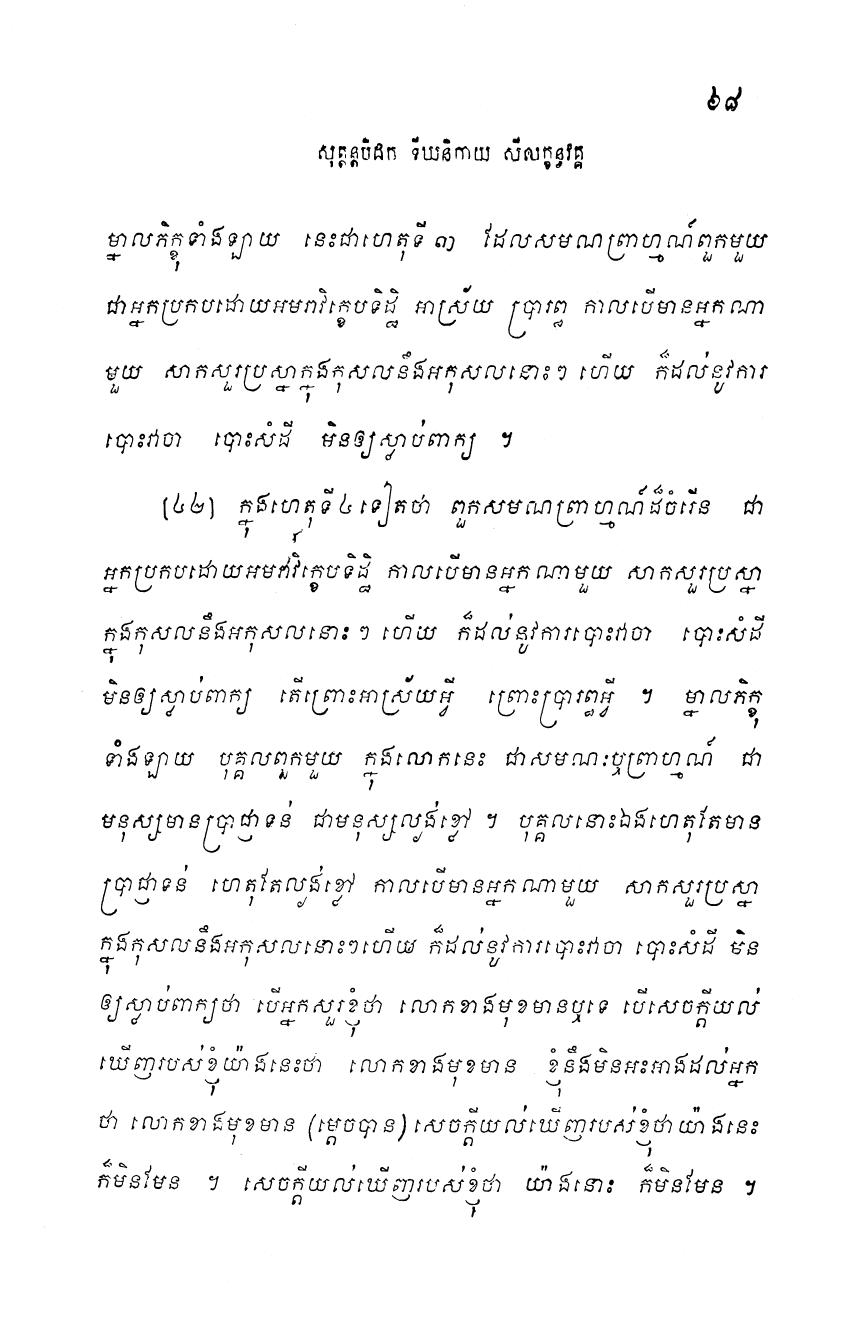 ៦៨
សុត្តន្តបិដក ទីឃនិកាយ សីលក្ខន្ធវគ្គ
ម្នាលភិក្ខុទាំងឡាយ នេះជាហេតុទី ៣ ដែលសមណព្រាហ្មណ៍ពួកមួយ
ជាអ្នកប្រកបដោយអមរាវិក្ខេបទិដ្ឋិ អាស្រ័យ ប្រារព្ធ កាលបើមានអ្នកណា
មួយ សាកសួរប្រស្នាក្នុងកុសលនឹងអកុសលនោះៗ ហើយ ក៏ដល់នូវការ
បោះវាចា បោះសំដី មិនឲ្យស្លាប់ពាក្យ ។
[៤៤] ក្នុងហេតុទី៤ទៀតថា ពួកសមណព្រាហ្មណ៍ដ៏ចំរើន ជា
អ្នកប្រកបដោយអមរាវិក្ខេបទិដ្ឋិ កាលបើមានអ្នកណាមួយ សាកសួរប្រស្នា
ក្នុងកុសលនឹងអកុសលនោះៗ ហើយ ក៏ដល់នូវការបោះវាចា បោះសំដី
មិនឲ្យស្លាប់ពាក្យ តើព្រោះអាស្រ័យអ្វី ព្រោះប្រារព្ធអ្វី ។ ម្នាលភិក្ខុ
ទាំងឡាយ បុគ្គលពួកមួយ ក្នុងលោកនេះ ជាសមណៈឬព្រាហ្មណ៍ ជា
មនុស្សមានប្រាជ្ញាទន់ ជាមនុស្សល្ងង់ខ្លៅ ។ បុគ្គលនោះឯងហេតុតែមាន
ប្រាជ្ញាទន់ ហេតុតែល្ងង់ខ្លៅ កាលបើមានអ្នកណាមួយ សាកសួរប្រស្នា
ក្នុងកុសលនឹងអកុសលនោះៗហើយ ក៏ដល់នូវការបោះវាចា បោះសំដី មិន
ឲ្យស្លាប់ពាក្យថា បើអ្នកសួរខ្ញុំថា លោកខាងមុខមានឬទេ បើសេចក្តីយល់
ឃើញរបស់ខ្ញុំយ៉ាងនេះថា លោកខាងមុខមាន ខ្ញុំនឹងមិនអះអាងដល់អ្នក
ថា លោកខាងមុខមាន (ម្តេចបាន) សេចក្តីយល់ឃើញរបស់ខ្ញុំថាយ៉ាងនេះ
ក៏មិនមែន ។ សេចក្តីយល់ឃើញរបស់ខ្ញុំថា យ៉ាងនោះ ក៏មិនមែន ។